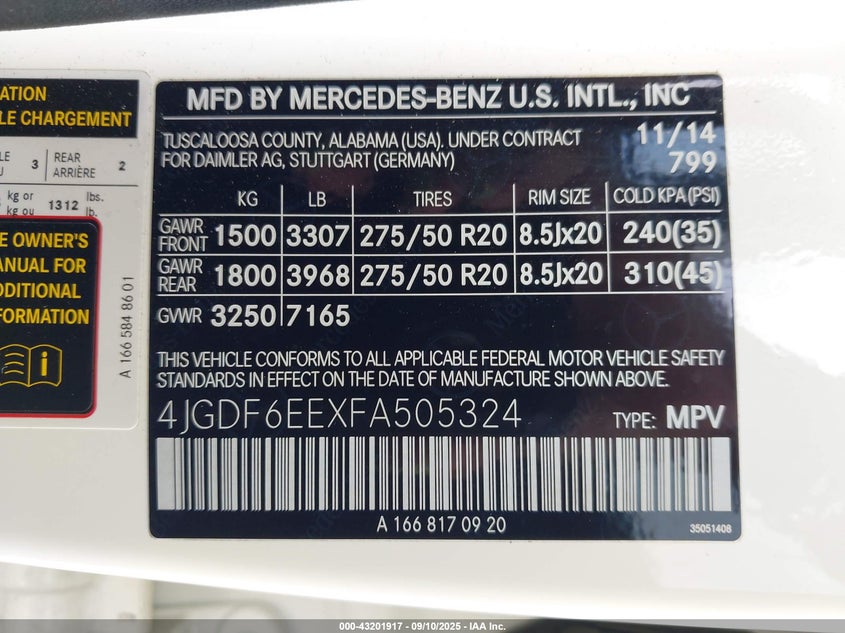 ATION
LE CHARGEMENT
LE
U 3 REAR
ARRIÈRE 2
kg or
kg ou 1312 lbs.
lb.
E OWNER'S
ANUAL FOR
DDITIONAL
FORMATION
A 166 584 86 01
MFD BY MERCEDES-BENZ U.S. INTL., INC
TUSCALOOSA COUNTY, ALABAMA (USA). UNDER CONTRACT 11/14
FOR DAIMLER AG, STUTTGART (GERMANY) 799
KG LB TIRES RIM SIZE COLD KPA(PSI)
GAWR FRONT 1500 3307 275/50 R20 8.5Jx20 240(35)
GAWR REAR 1800 3968 275/50 R20 8.5Jx20 310(45)
GVWR 3250 7165
THIS VEHICLE CONFORMS TO ALL APPLICABLE FEDERAL MOTOR VEHICLE SAFETY
STANDARDS IN EFFECT ON THE DATE OF MANUFACTURE SHOWN ABOVE.
4JGDF6EEXFA505324 TYPE: MPV
A 166 817 09 20
35051408
000-43201917 - 09/10/2025 - IAA Inc.